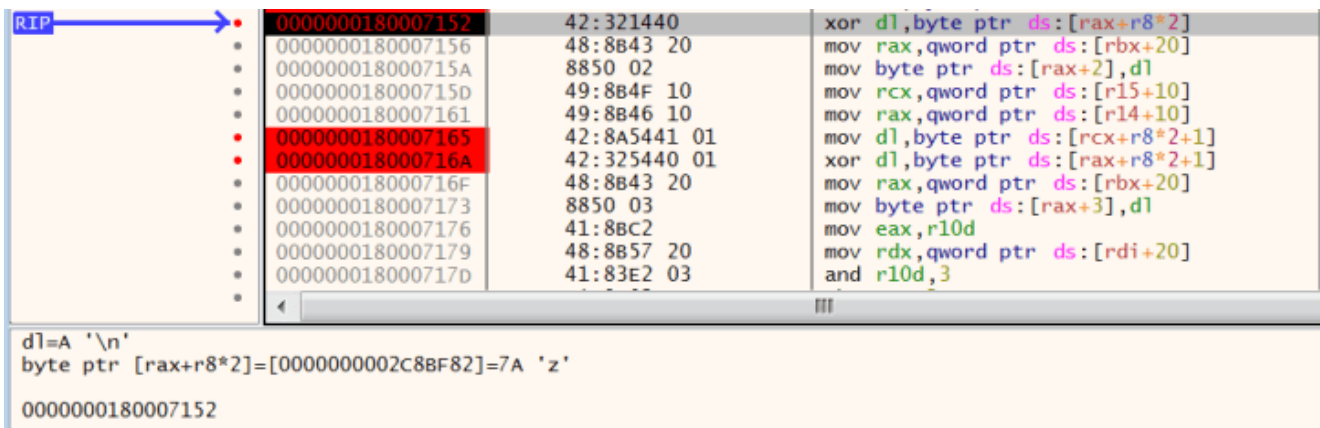 RIP 0000000180007152 42:321440 xor dl,byte ptr ds:[rax+r8*2]
0000000180007156 48:8B43 20 mov rax,qword ptr ds:[rbx+20]
000000018000715A 8850 02 mov byte ptr ds:[rax+2],dl
000000018000715D 49:8B4F 10 mov rcx,qword ptr ds:[r15+10]
0000000180007161 49:8B46 10 mov rax,qword ptr ds:[r14+10]
0000000180007165 42:8A5441 01 mov dl,byte ptr ds:[rcx+r8*2+1]
000000018000716A 42:325440 01 xor dl,byte ptr ds:[rax+r8*2+1]
000000018000716F 48:8B43 20 mov rax,qword ptr ds:[rbx+20]
0000000180007173 8850 03 mov byte ptr ds:[rax+3],dl
0000000180007176 41:8BC2 mov eax,r10d
0000000180007179 48:8B57 20 mov rdx,qword ptr ds:[rdi+20]
000000018000717D 41:83E2 03 and r10d,3
dl=A '\n'
byte ptr [rax+r8*2]=[0000000002C8BF82]=7A 'z'
0000000180007152